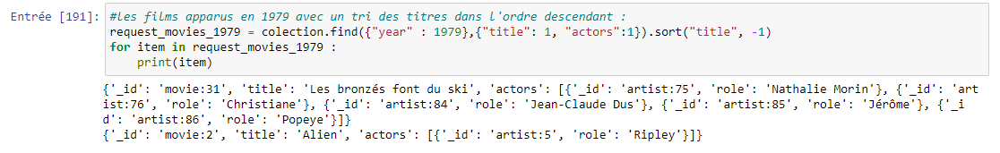 Entrée [191]: #les films apparus en 1979 avec un tri des titres dans l'ordre descendant :
request_movies_1979 = colection.find({"year" : 1979},{"title": 1, "actors":1}).sort("title", -1)
for item in request_movies_1979 :
    print(item)
{'_id': 'movie:31', 'title': 'Les bronzés font du ski', 'actors': [{'_id': 'artist:75', 'role': 'Nathalie Morin'}, {'_id': 'art
ist:76', 'role': 'Christiane'}, {'_id': 'artist:84', 'role': 'Jean-Claude Dus'}, {'_id': 'artist:85', 'role': 'Jérôme'}, {'_i
d': 'artist:86', 'role': 'Popeye'}]}
{'_id': 'movie:2', 'title': 'Alien', 'actors': [{'_id': 'artist:5', 'role': 'Ripley'}]}